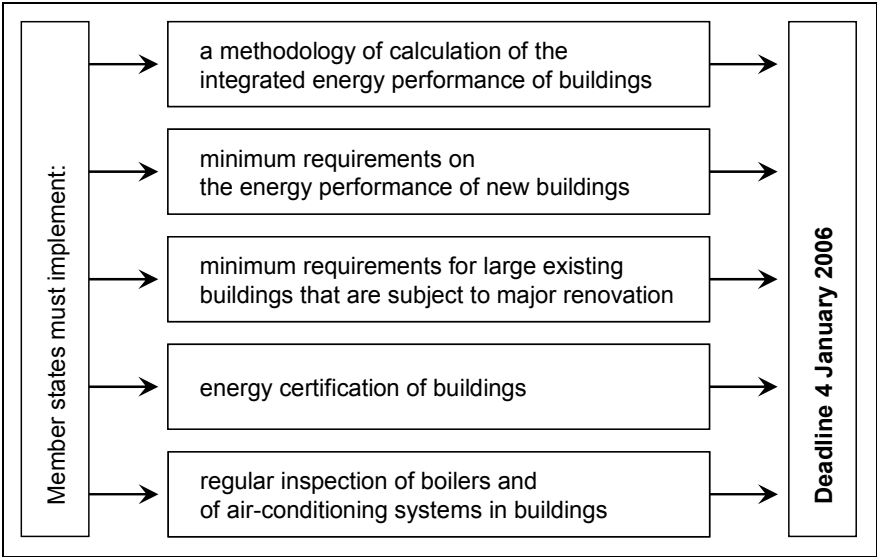 Member states must implement:
a methodology of calculation of the
integrated energy performance of buildings
minimum requirements on
the energy performance of new buildings
minimum requirements for large existing
buildings that are subject to major renovation
energy certification of buildings
regular inspection of boilers and
of air-conditioning systems in buildings
Deadline 4 January 2006